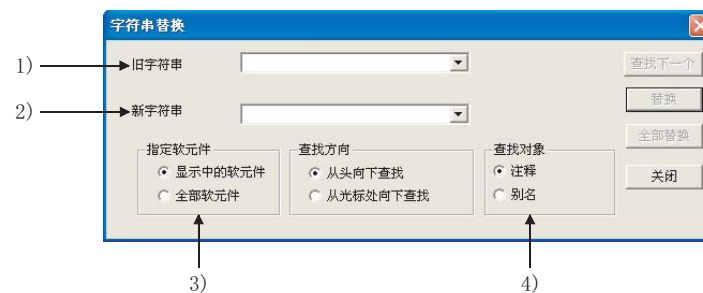 字符串替换
1)
旧字符串
查找下一个
2)
新字符串
替换
全部替换
指定软元件
查找方向
查找对象
显示中的软元件
从头向下查找
注释
关闭
全部软元件
从光标处向下查找
别名
3)
4)